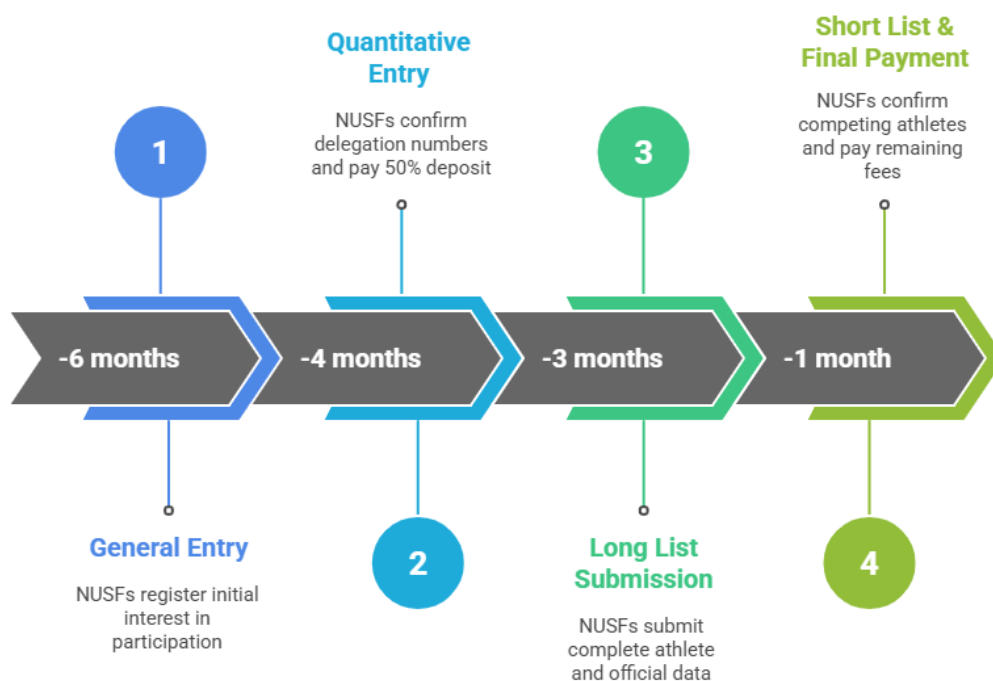 1
-6 months
General Entry
NUSFs register initial
interest in
participation
Quantitative
Entry
NUSFs confirm
delegation numbers
and pay 50% deposit
-4 months
2
3
-3 months
Long List
Submission
NUSFs submit
complete athlete
and official data
Short List &
Final Payment
NUSFs confirm
competing athletes
and pay remaining
fees
-1 month
4